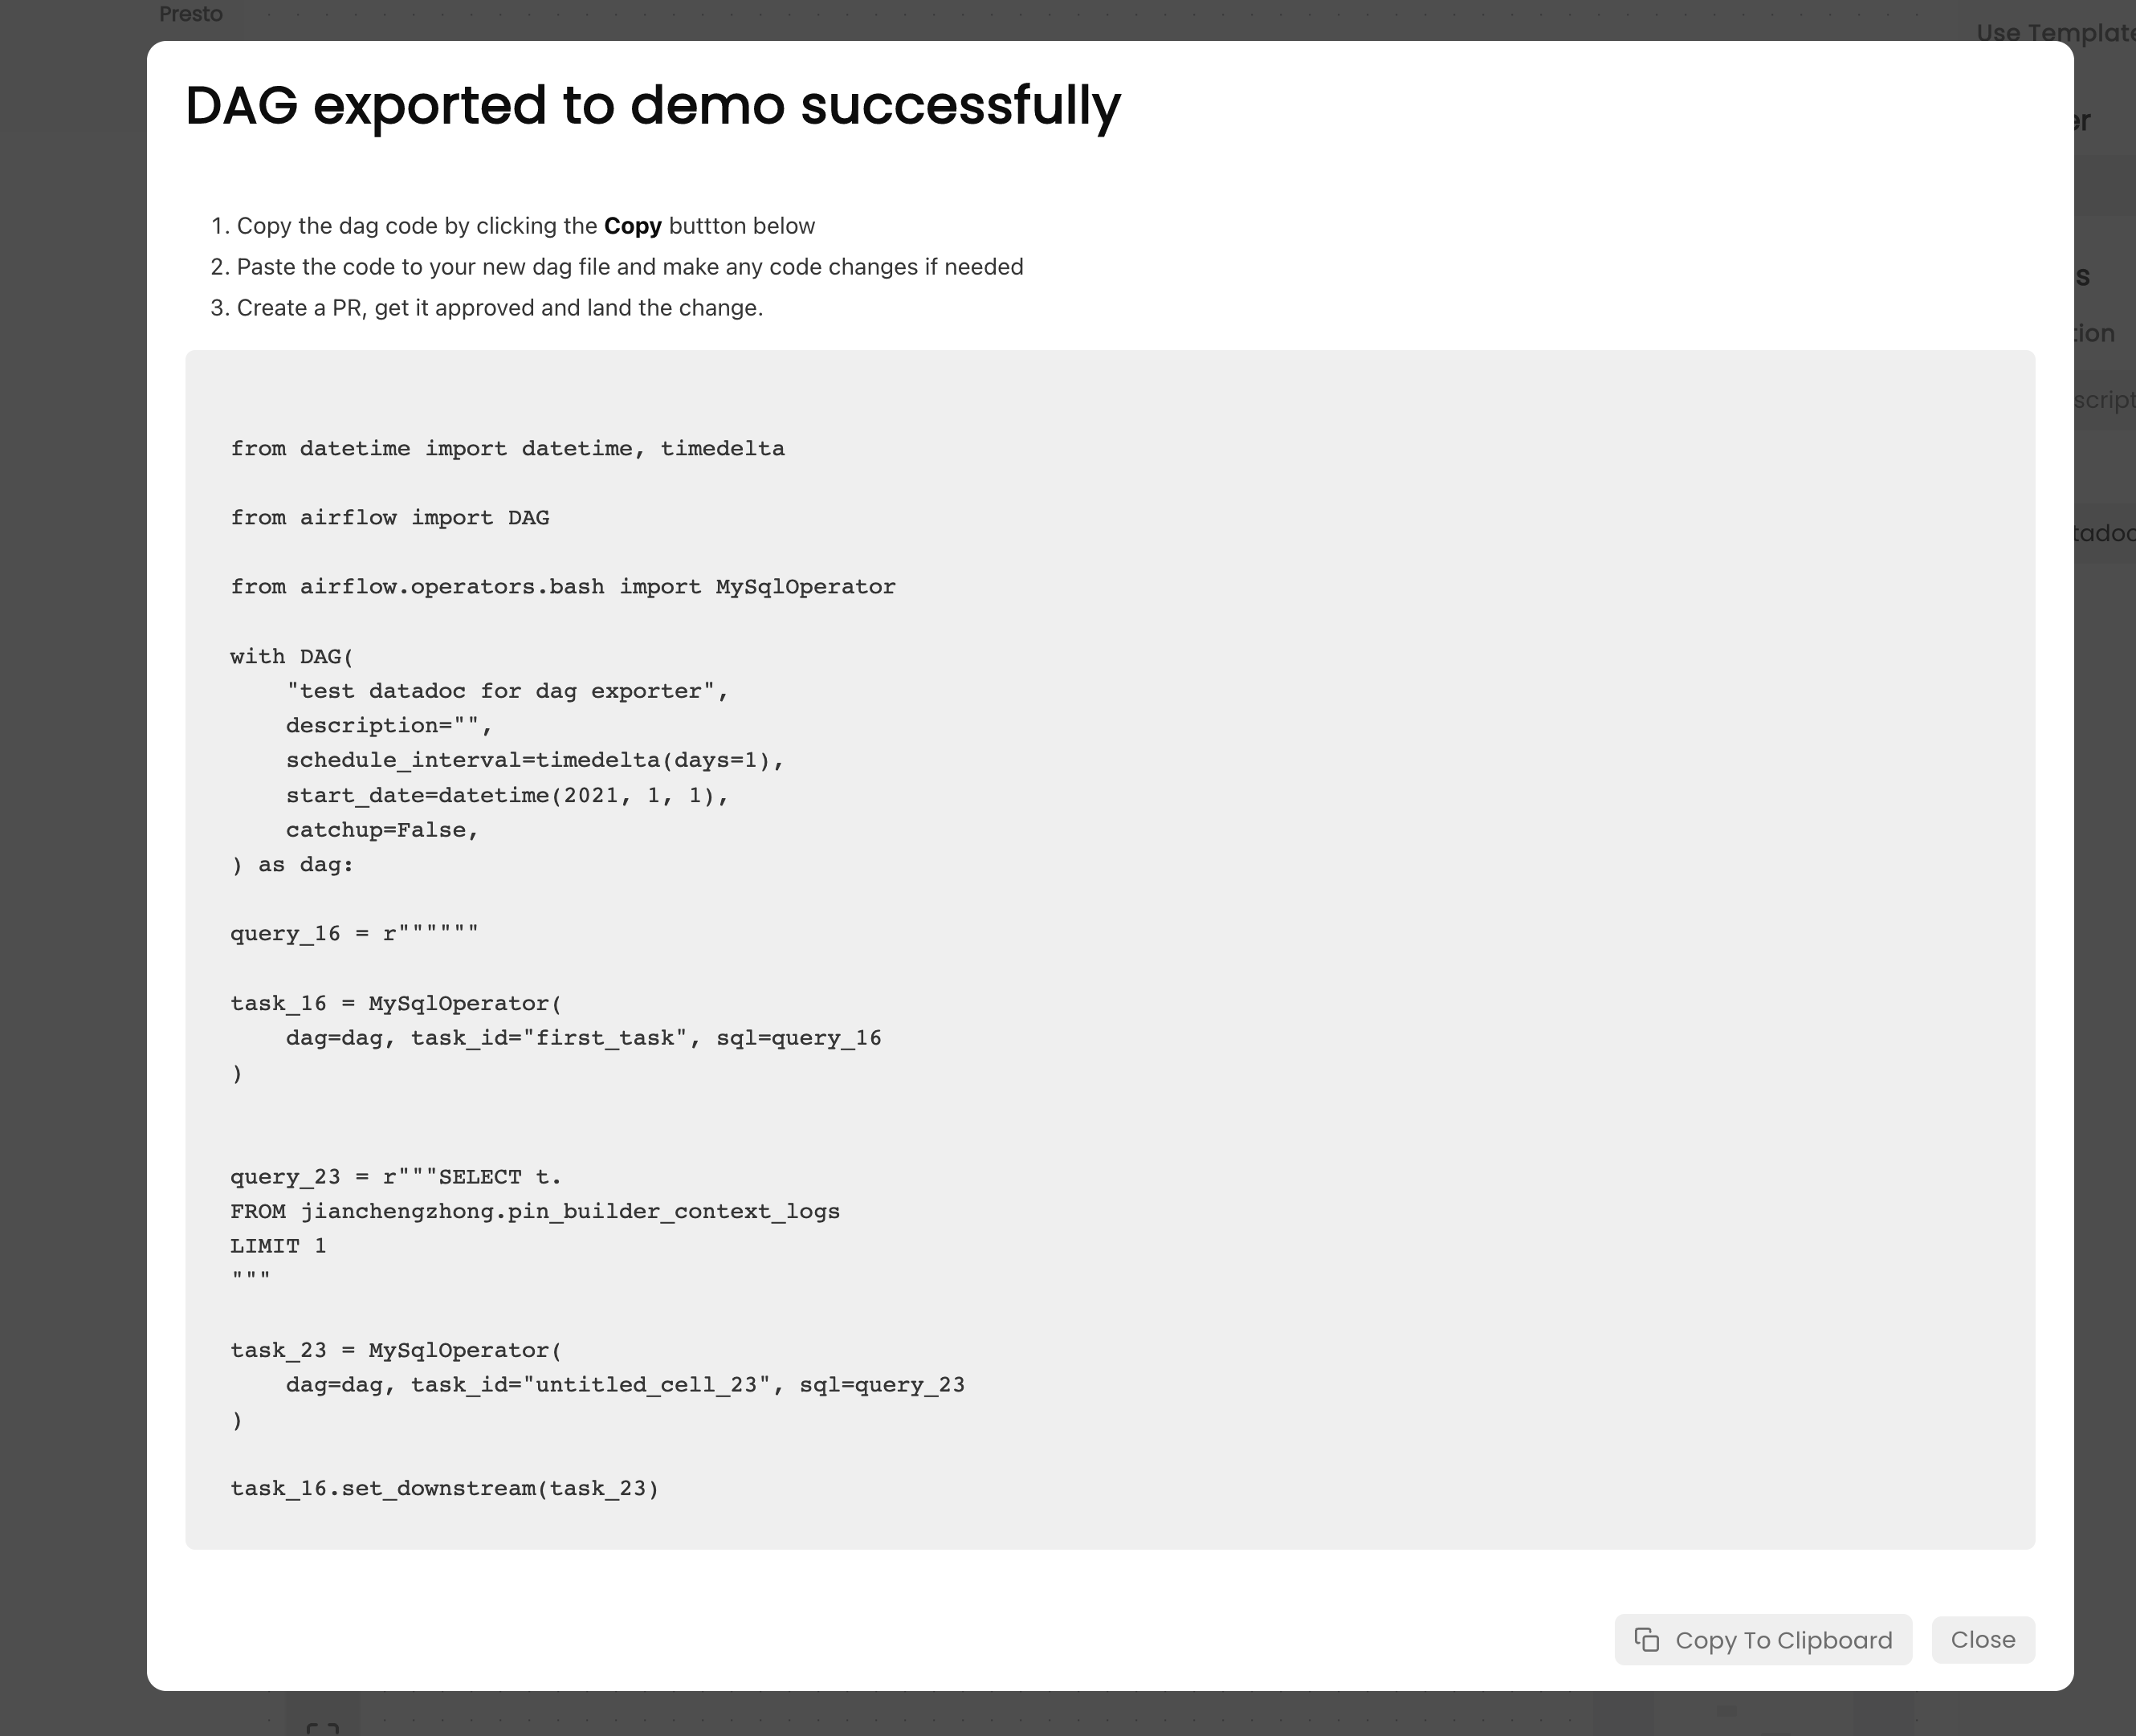 Presto
Use Template
DAG exported to demo successfully
er
1. Copy the dag code by clicking the Copy buttton below
2. Paste the code to your new dag file and make any code changes if needed
s
3. Create a PR, get it approved and land the change.
tion
script
from datetime import datetime, timedelta
from airflow import DAG
tadoc
from airflow.operators.bash import MySqlOperator
with DAG(
    "test datadoc for dag exporter",
    description="",
    schedule_interval=timedelta(days=1),
    start_date=datetime(2021, 1, 1),
    catchup=False,
) as dag:
query_16 = r""""""
task_16 = MySqlOperator(
    dag=dag, task_id="first_task", sql=query_16
)
query_23 = r"""SELECT t.
FROM jianchengzhong.pin_builder_context_logs
LIMIT 1
"""
task_23 = MySqlOperator(
    dag=dag, task_id="untitled_cell_23", sql=query_23
)
task_16.set_downstream(task_23)
Copy To Clipboard
Close